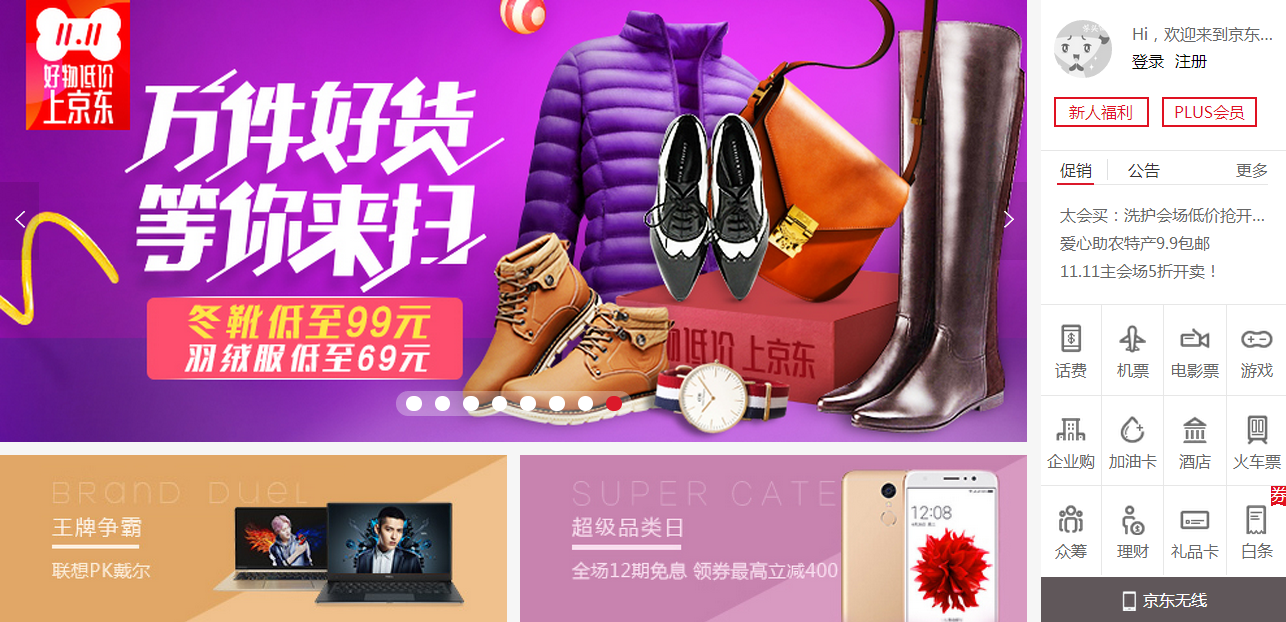 11.11
好物低价
上京东
万件好货
等你来扫
冬靴低至99元
羽绒服低至69元
物低价 上京东
Brand Duel
王牌争霸
联想PK戴尔
SUPER CATE
超级品类日
全场12期免息 领券最高立减400
12:08
Hi，欢迎来到京东...
登录 注册
新人福利 PLUS会员
促销 公告 更多
太会买：洗护会场低价抢开...
爱心助农特产9.9包邮
11.11主会场5折开卖！
话费 机票 电影票 游戏
企业购 加油卡 酒店 火车票
券
众筹 理财 礼品卡 白条
京东无线